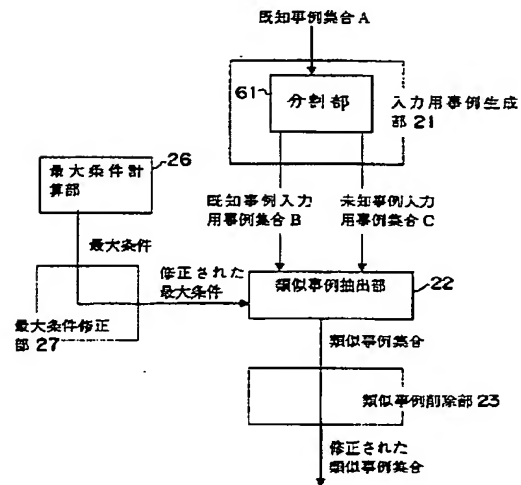 既知事例集合A
61
分割部
入力用事例生成
部 21
26
最大条件計
算部
既知事例入力
用事例集合B
未知事例入力
用事例集合C
最大条件
修正された
最大条件
類似事例抽出部
22
最大条件修正
部 27
類似事例集合
類似事例削除部 23
修正された
類似事例集合